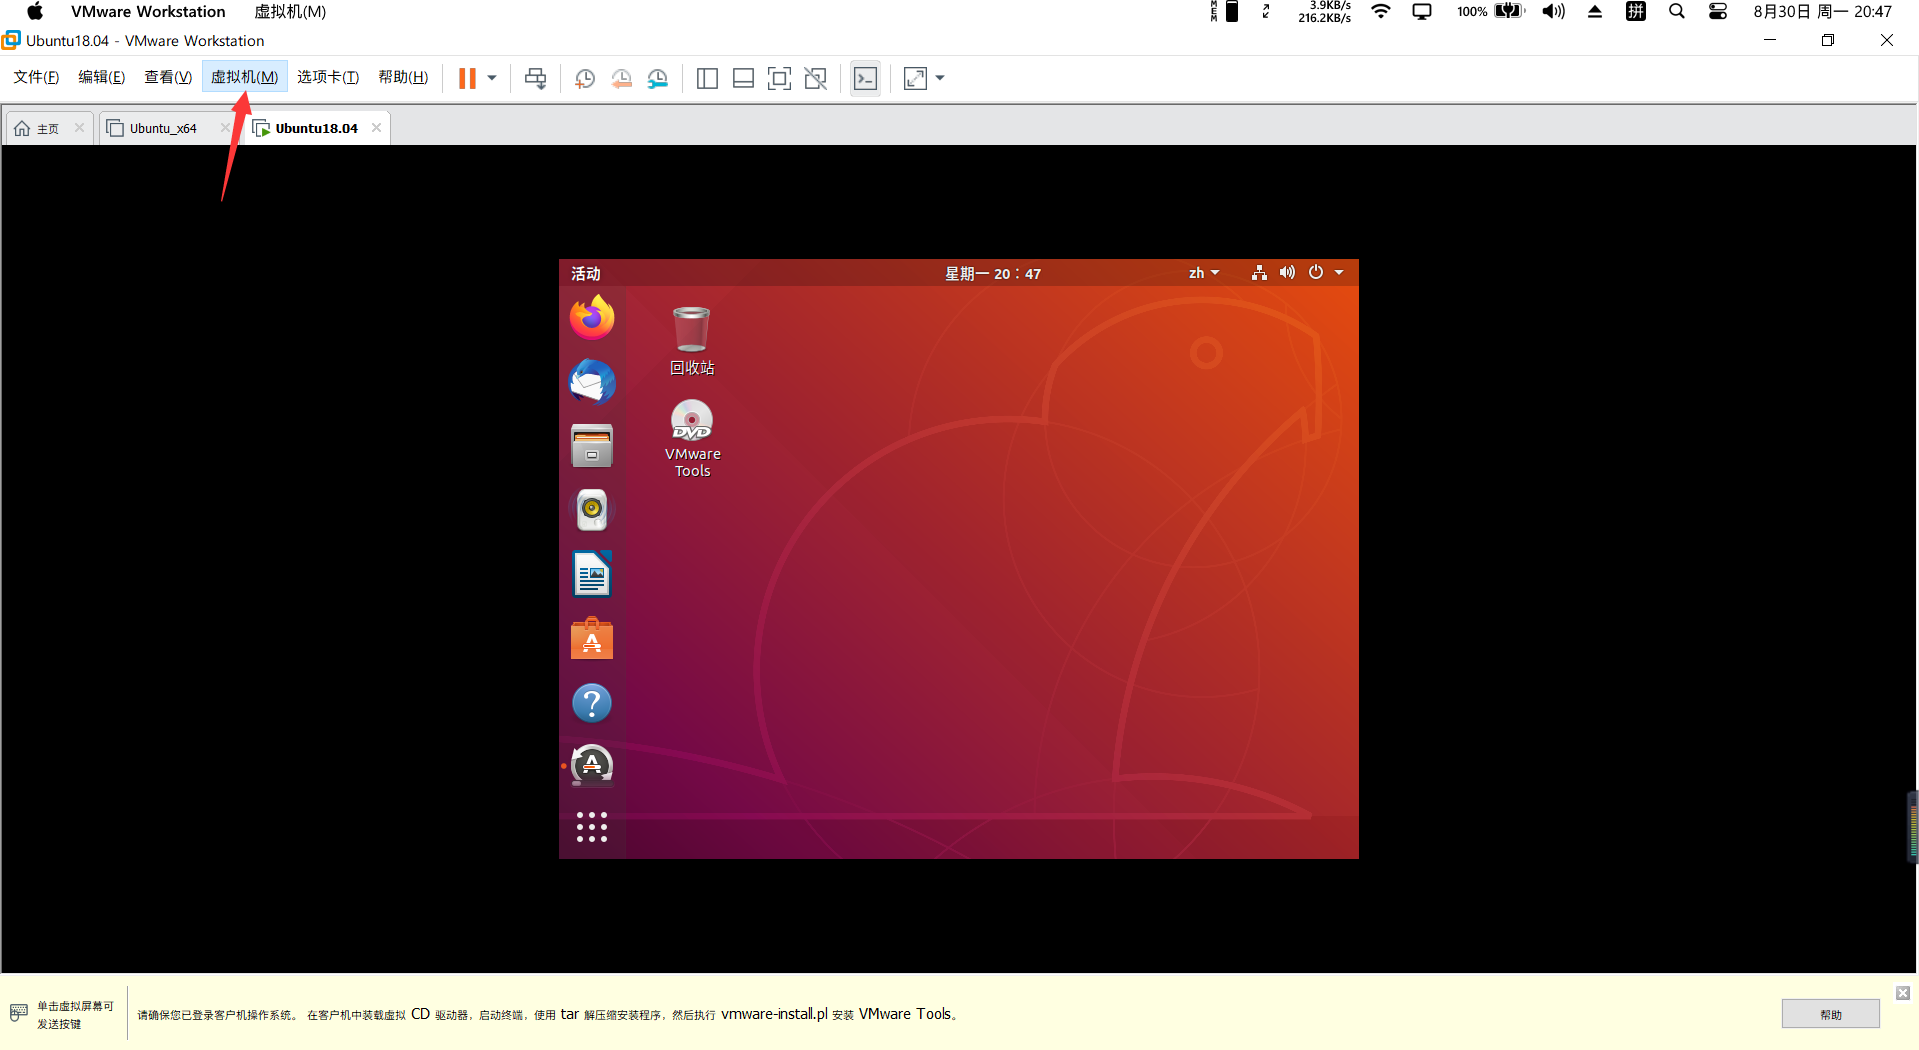 VMware Workstation 虚拟机(M)
MEM
3.9KB/s
216.2KB/s
100%
拼
8月30日 周一 20:47
Ubuntu18.04 - VMware Workstation
文件(F) 编辑(E) 查看(V) 虚拟机(M) 选项卡(T) 帮助(H)
主页 Ubuntu_x64 Ubuntu18.04
活动 星期一 20：47 zh
回收站
DVD
VMware
Tools
单击虚拟屏幕可
发送按键
请确保您已登录客户机操作系统。 在客户机中装载虚拟 CD 驱动器，启动终端，使用 tar 解压缩安装程序，然后执行 vmware-install.pl 安装 VMware Tools。
帮助